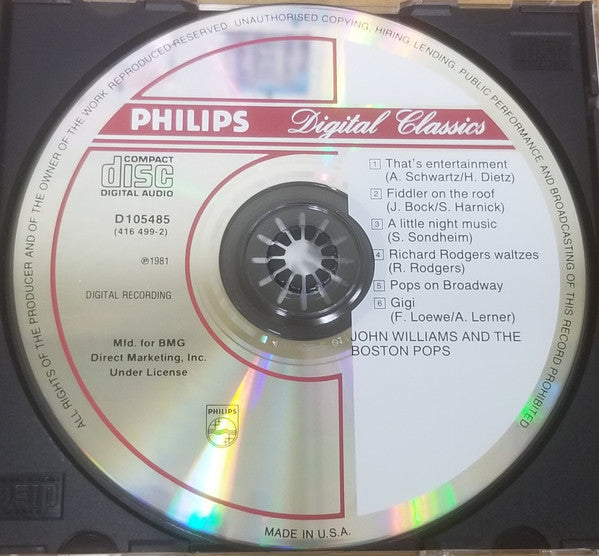 ALL RIGHTS OF THE PRODUCER AND OF THE OWNER OF THE WORK REPRODUCED RESERVED. UNAUTHORISED COPYING, HIRING, LENDING, PUBLIC PERFORMANCE AND BROADCASTING OF THIS RECORD PROHIBITED.
PHILIPS Digital Classics
COMPACT
disc
DIGITAL AUDIO
D105485
(416 499-2)
℗1981
DIGITAL RECORDING
Mfd. for BMG
Direct Marketing, Inc.
Under License
PHILIPS
1 That's entertainment
(A. Schwartz/H. Dietz)
2 Fiddler on the roof
(J. Bock/S. Harnick)
3 A little night music
(S. Sondheim)
4 Richard Rodgers waltzes
(R. Rodgers)
5 Pops on Broadway
6 Gigi
(F. Loewe/A. Lerner)
JOHN WILLIAMS AND THE
BOSTON POPS
MADE IN U.S.A.